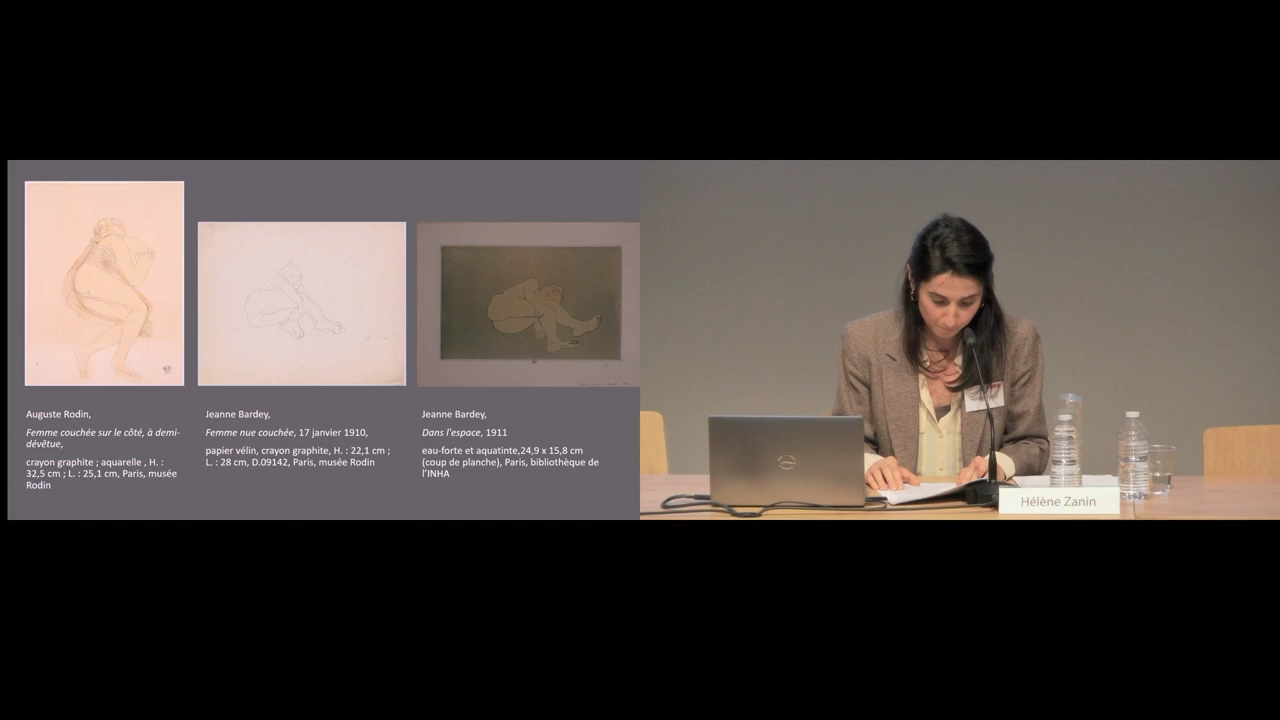 Auguste Rodin,
Femme couchée sur le côté, à demi-
dévêtue,
crayon graphite ; aquarelle , H. :
32,5 cm ; L. : 25,1 cm, Paris, musée
Rodin
Jeanne Bardey,
Femme nue couchée, 17 janvier 1910,
papier vélin, crayon graphite, H. : 22,1 cm ;
L. : 28 cm, D.09142, Paris, musée Rodin
Jeanne Bardey,
Dans l'espace, 1911
eau-forte et aquatinte,24,9 x 15,8 cm
(coup de planche), Paris, bibliothèque de
l'INHA
Hélène Zanin